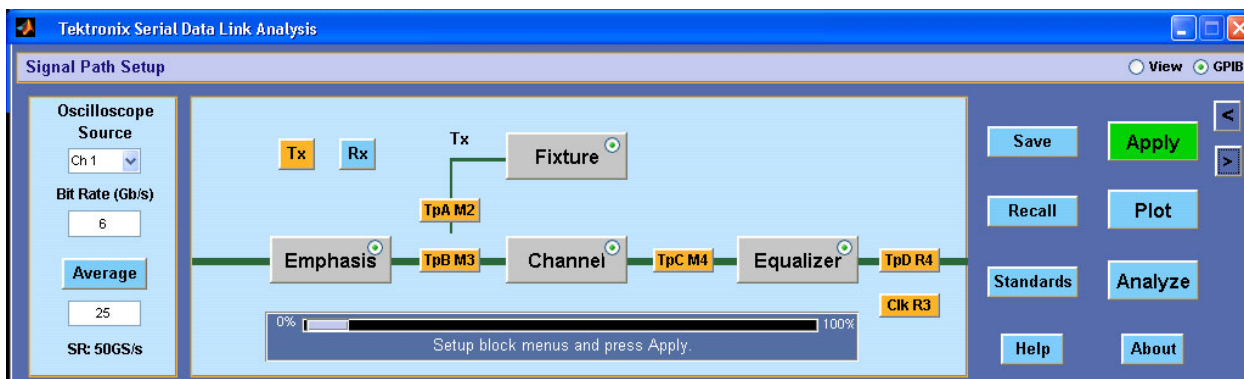 Tektronix Serial Data Link Analysis
Signal Path Setup
View GPIB
Oscilloscope
Source
Ch 1
Bit Rate (Gb/s)
6
Average
25
SR: 50GS/s
Tx Rx Tx Fixture
TpA M2
Emphasis TpB M3 Channel TpC M4 Equalizer TpD R4
Clk R3
0% 100%
Setup block menus and press Apply.
Save Apply <
>
Recall Plot
Standards Analyze
Help About